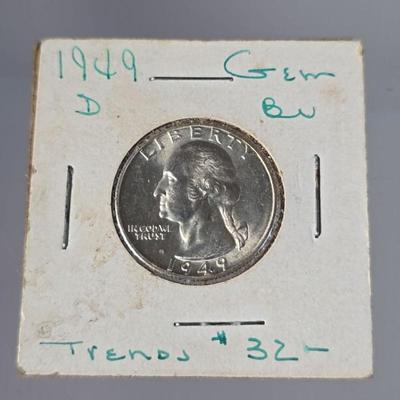 1949 Gem
D BU
LIBERTY
IN GOD WE
TRUST
1949
Trends $32-